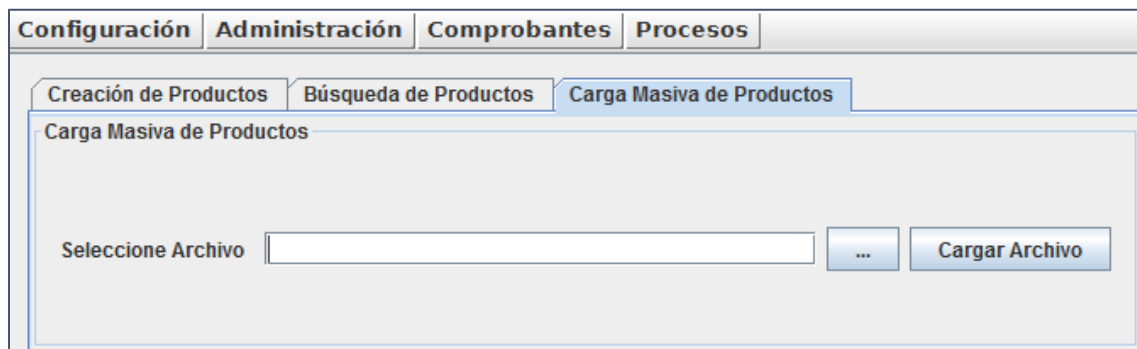 Configuración Administración Comprobantes Procesos
Creación de Productos Búsqueda de Productos Carga Masiva de Productos
Carga Masiva de Productos
Seleccione Archivo ... Cargar Archivo